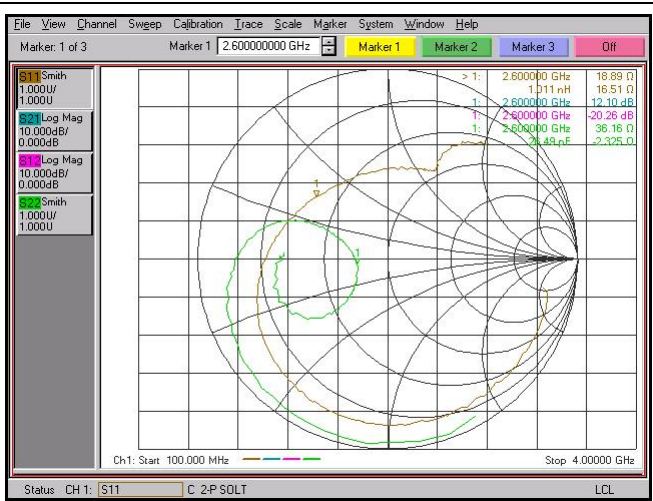 File View Channel Sweep Calibration Trace Scale Marker System Window Help
Marker: 1 of 3 Marker 1 2.600000000 GHz Marker 1 Marker 2 Marker 3 Off
S11 Smith
1.000U/
1.000U
S21 Log Mag
10.000dB/
0.000dB
S12 Log Mag
10.000dB/
0.000dB
S22 Smith
1.000U/
1.000U
> 1: 2.600000 GHz 18.89 Ω
1.011 nH 16.51 Ω
1: 2.600000 GHz 12.10 dB
1: 2.600000 GHz -20.26 dB
1: 2.600000 GHz 36.16 Ω
-2.325 Ω
1
1
Ch1: Start 100.000 MHz Stop 4.00000 GHz
Status CH 1: S11 C 2-P SOLT LCL